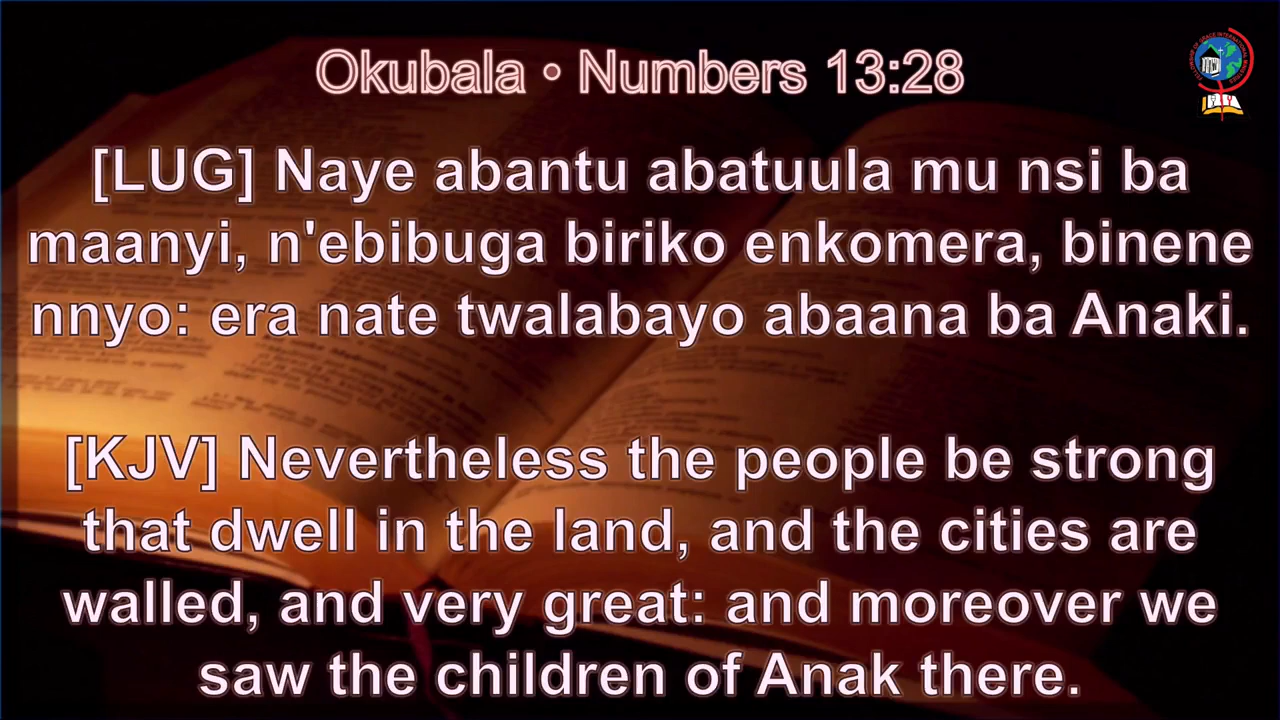 Okubala • Numbers 13:28
[LUG] Naye abantu abatuula mu nsi ba
maanyi, n'ebibuga biriko enkomera, binene
nnyo: era nate twalabayo abaana ba Anaki.
[KJV] Nevertheless the people be strong
that dwell in the land, and the cities are
walled, and very great: and moreover we
saw the children of Anak there.